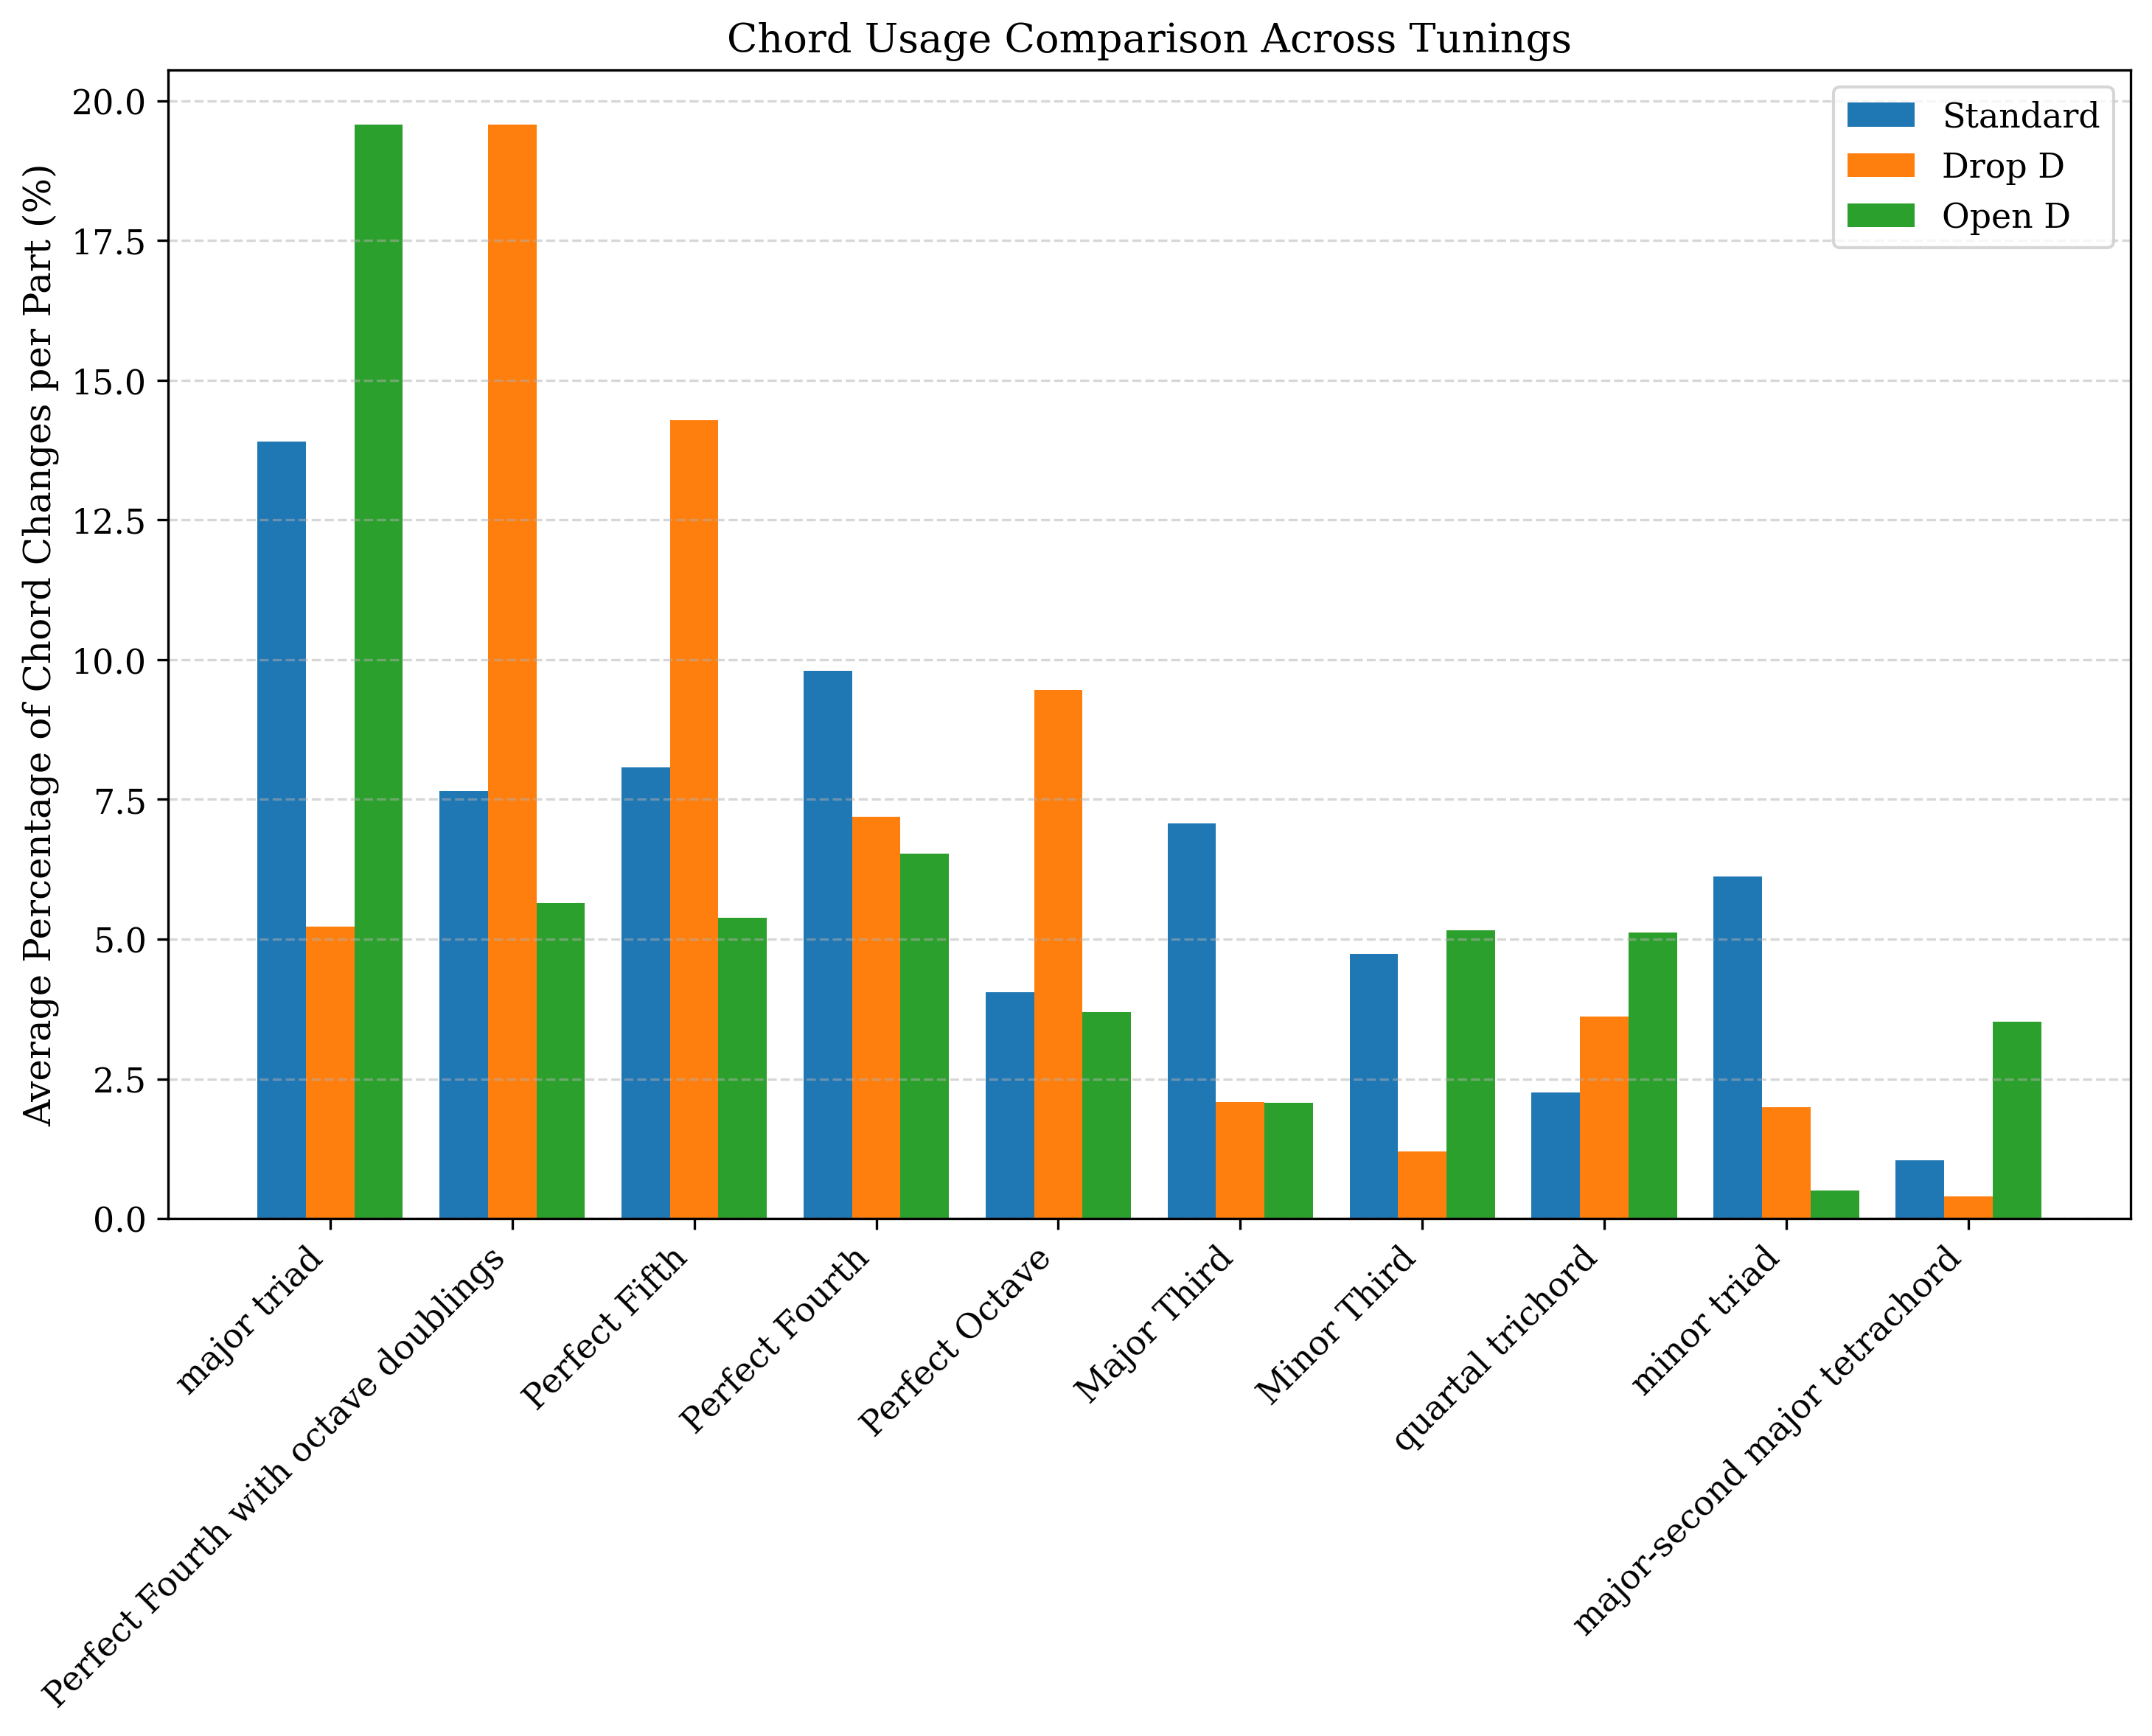 Chord Usage Comparison Across Tunings
Average Percentage of Chord Changes per Part (%)
20.0
17.5
15.0
12.5
10.0
7.5
5.0
2.5
0.0
Standard
Drop D
Open D
major triad
Perfect Fourth with octave doublings
Perfect Fifth
Perfect Fourth
Perfect Octave
Major Third
Minor Third
quartal trichord
minor triad
major-second major tetrachord